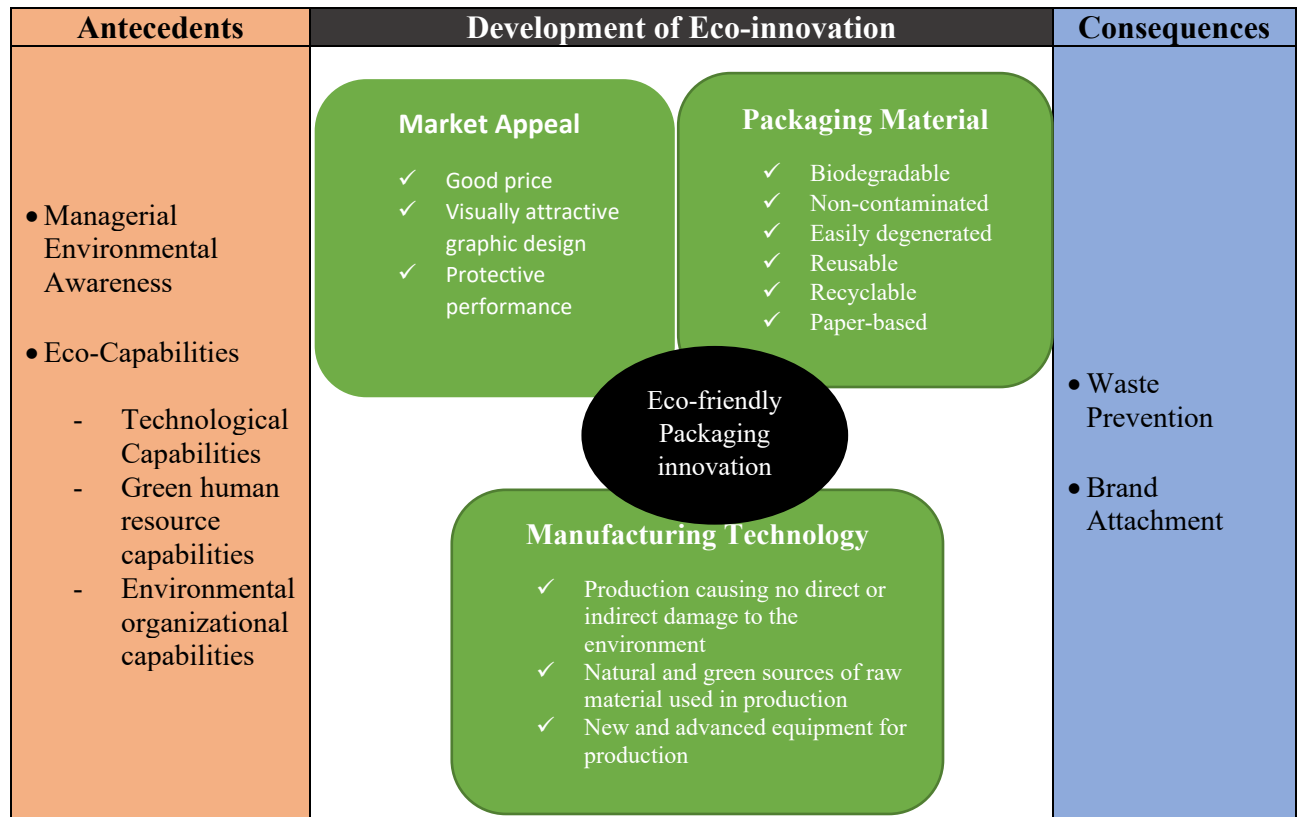 Antecedents
Development of Eco-innovation
Consequences
• Managerial
Environmental
Awareness
• Eco-Capabilities
- Technological
Capabilities
- Green human
resource
capabilities
- Environmental
organizational
capabilities
Market Appeal
✓ Good price
✓ Visually attractive
graphic design
✓ Protective
performance
Packaging Material
✓ Biodegradable
✓ Non-contaminated
✓ Easily degenerated
✓ Reusable
✓ Recyclable
✓ Paper-based
Eco-friendly
Packaging
innovation
Manufacturing Technology
✓ Production causing no direct or
indirect damage to the
environment
✓ Natural and green sources of raw
material used in production
✓ New and advanced equipment for
production
• Waste
Prevention
• Brand
Attachment